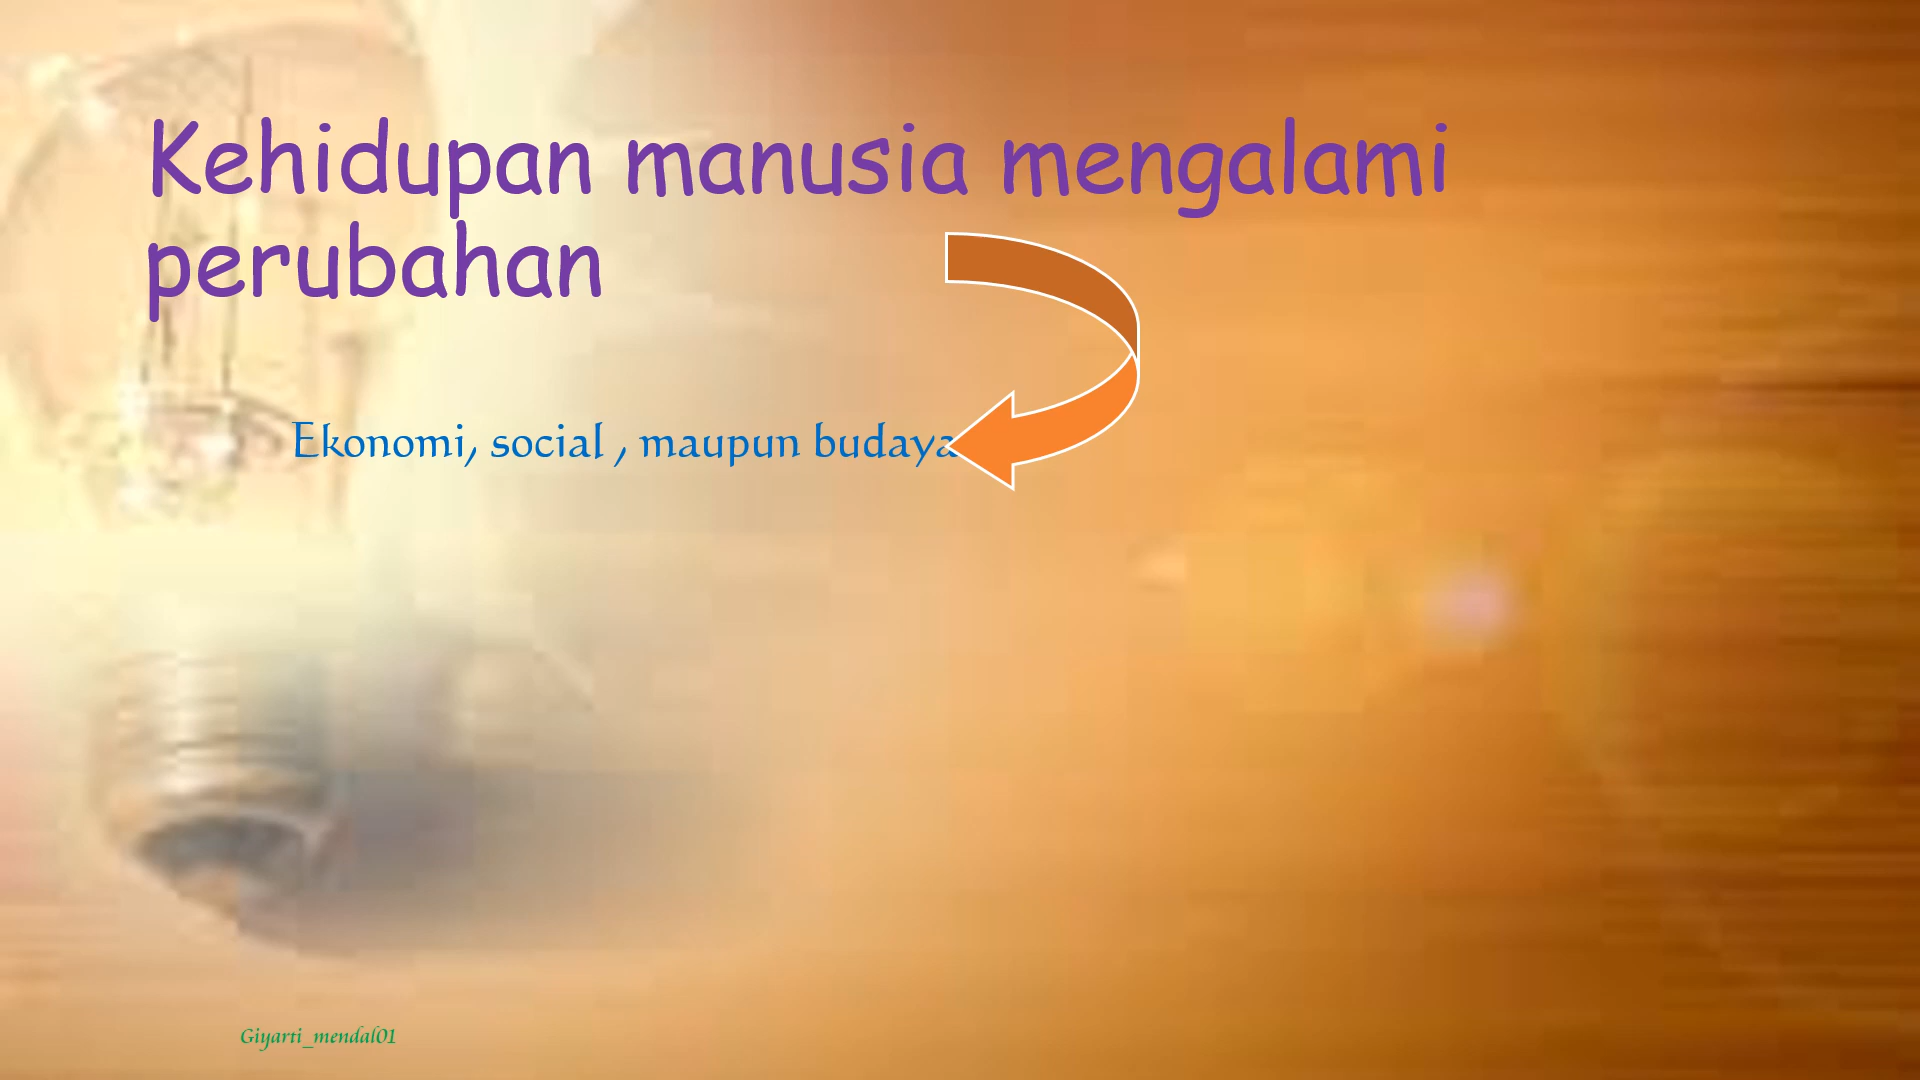 Kehidupan manusia mengalami
perubahan
Ekonomi, social , maupun budaya
Giyarti_mendal01